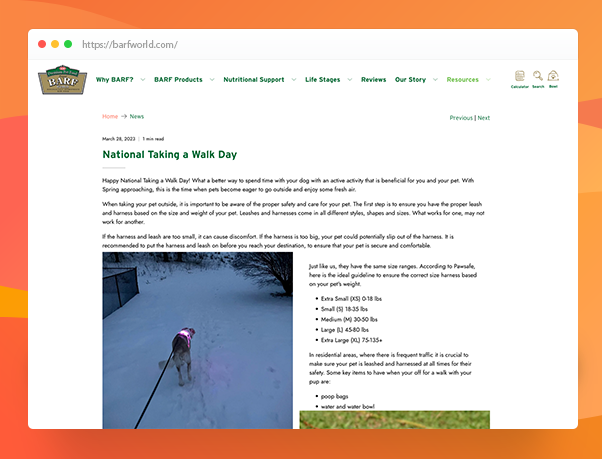 https://barfworld.com/
BARF
Why BARF?
BARF Products
Nutritional Support
Life Stages
Reviews
Our Story
Resources
Calculator
Search
Bowl
Home → News
Previous | Next
March 28, 2023 | 1 min read
National Taking a Walk Day
Happy National Taking a Walk Day! What a better way to spend time with your dog with an active activity that is beneficial for you and your pet. With
Spring approaching, this is the time when pets become eager to go outside and enjoy some fresh air.
When taking your pet outside, it is important to be aware of the proper safety and care for your pet. The first step is to ensure you have the proper leash
and harness based on the size and weight of your pet. Leashes and harnesses come in all different styles, shapes and sizes. What works for one, may not
work for another.
If the harness and leash are too small, it can cause discomfort. If the harness is too big, your pet could potentially slip out of the harness. It is
recommended to put the harness and leash on before you reach your destination, to ensure that your pet is secure and comfortable.
Just like us, they have the same size ranges. According to Pawsafe,
here is the ideal guideline to ensure the correct size harness based
on your pet's weight.
• Extra Small (XS) 0-18 lbs
• Small (S) 18-35 lbs
• Medium (M) 30-50 lbs
• Large (L) 45-80 lbs
• Extra Large (XL) 75-135+
In residential areas, where there is frequent traffic it is crucial to
make sure your pet is leashed and harnessed at all times for their
safety. Some key items to have when your off for a walk with your
pup are:
• poop bags
• water and water bowl